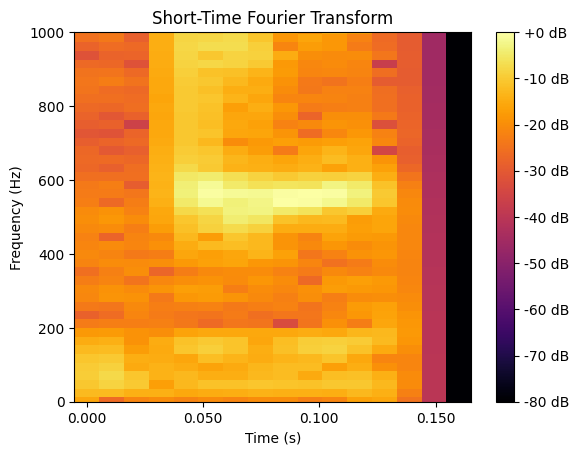 Short-Time Fourier Transform
1000
800
600
400
200
0
Frequency (Hz)
0.000
0.050
0.100
0.150
Time (s)
+0 dB
-10 dB
-20 dB
-30 dB
-40 dB
-50 dB
-60 dB
-70 dB
-80 dB